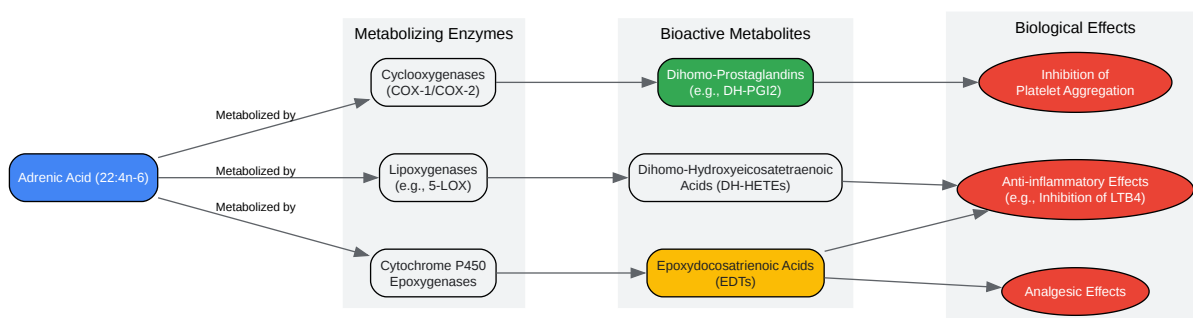 Metabolizing Enzymes
Bioactive Metabolites
Biological Effects
Cyclooxygenases
(COX-1/COX-2)
Dihomo-Prostaglandins
(e.g., DH-PGI2)
Inhibition of
Platelet Aggregation
Metabolized by
Adrenic Acid (22:4n-6)
Metabolized by
Lipoxygenases
(e.g., 5-LOX)
Dihomo-Hydroxyeicosatetraenoic
Acids (DH-HETEs)
Anti-inflammatory Effects
(e.g., Inhibition of LTB4)
Metabolized by
Cytochrome P450
Epoxygenases
Epoxydocosatrienoic Acids
(EDTs)
Analgesic Effects